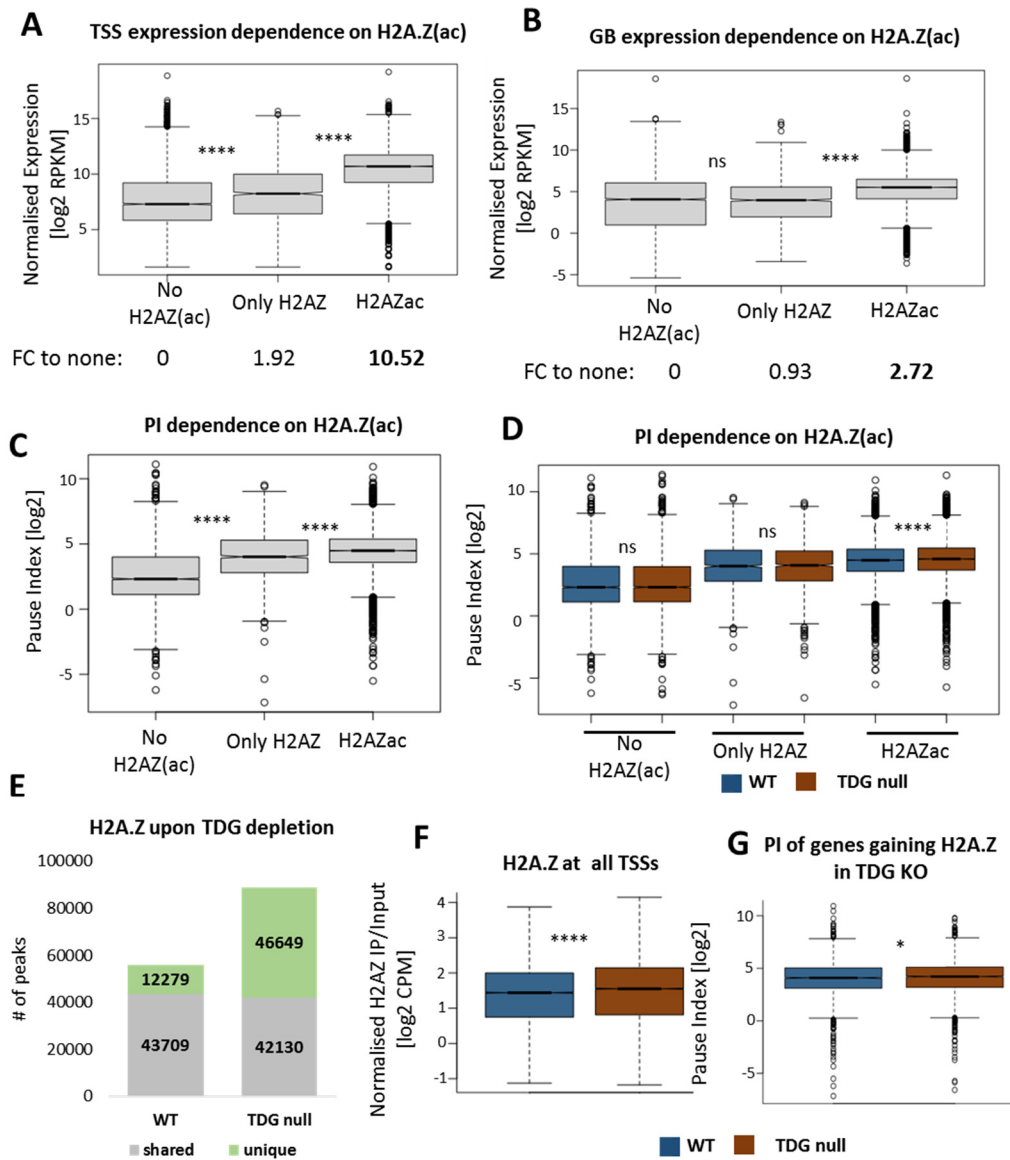 A
TSS expression dependence on H2A.Z(ac)
Normalised Expression
[log2 RPKM]
15
10
5
****
****
No
H2AZ(ac)
Only H2AZ
H2AZac
FC to none: 0 1.92 10.52
B
GB expression dependence on H2A.Z(ac)
Normalised Expression
[log2 RPKM]
15
10
5
0
-5
ns
****
No
H2AZ(ac)
Only H2AZ
H2AZac
FC to none: 0 0.93 2.72
C
PI dependence on H2A.Z(ac)
Pause Index [log2]
10
5
0
-5
****
****
No
H2AZ(ac)
Only H2AZ
H2AZac
D
PI dependence on H2A.Z(ac)
Pause Index [log2]
10
5
0
-5
ns
ns
****
No
H2AZ(ac)
Only H2AZ
H2AZac
WT TDG null
E
H2A.Z upon TDG depletion
# of peaks
100000
80000
60000
40000
20000
0
12279
43709
46649
42130
WT TDG null
shared unique
F
H2A.Z at all TSSs
Normalised H2AZ IP/Input
[log2 CPM]
4
3
2
1
0
-1
****
G
PI of genes gaining H2A.Z
in TDG KO
Pause Index [log2]
10
5
0
-5
*
WT TDG null